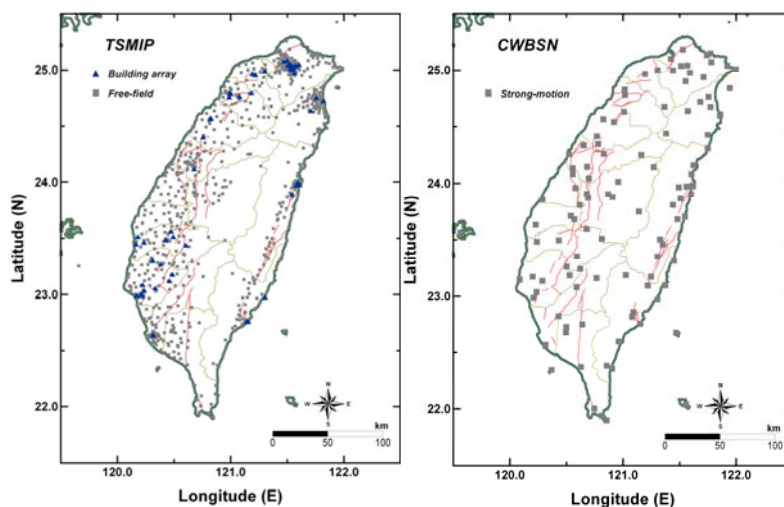 TSMIP
Building array
Free-field
25.0
24.0
23.0
22.0
Latitude (N)
N
W E
S
km
0 50 100
120.0 121.0 122.0
Longitude (E)
CWBSN
Strong-motion
25.0
24.0
23.0
22.0
Latitude (N)
N
W E
S
km
0 50 100
120.0 121.0 122.0
Longitude (E)